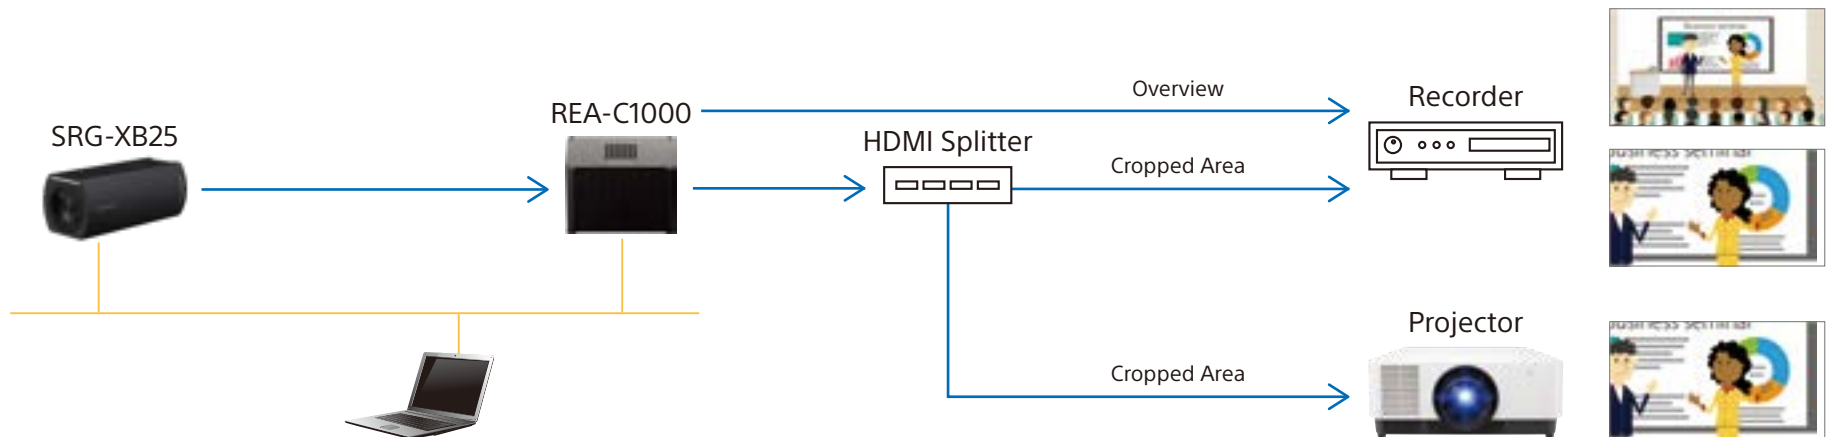 SRG-XB25
REA-C1000
HDMI Splitter
Overview
Cropped Area
Recorder
Cropped Area
Projector